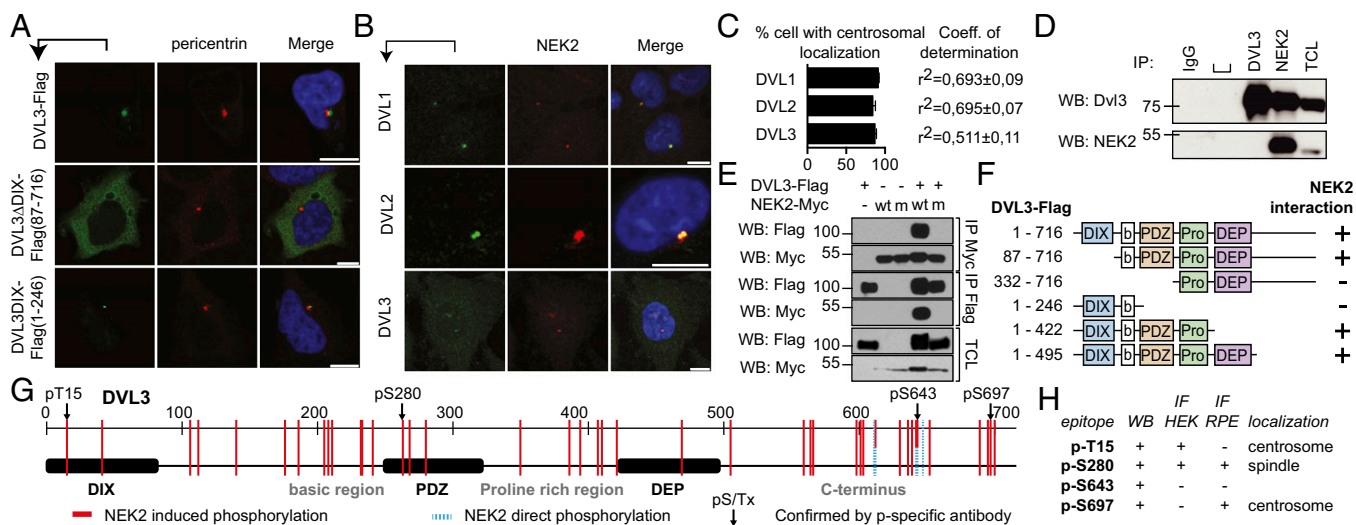 A
pericentrin Merge
DVL3-Flag
DVL3ΔDIX-
Flag(87-716)
DVL3DIX-
Flag(1-246)
B
NEK2 Merge
DVL1
DVL2
DVL3
C
% cell with centrosomal
localization
Coeff. of
determination
DVL1 r²=0,693±0,09
DVL2 r²=0,695±0,07
DVL3 r²=0,511±0,11
0 50 100
D
IP: IgG [ ] DVL3 NEK2 TCL
WB: Dvl3 75
WB: NEK2 55
E
DVL3-Flag + - - + +
NEK2-Myc - wt m wt m
WB: Flag 100
WB: Myc 55
IP Myc
WB: Flag 100
WB: Myc 55
IP Flag
WB: Flag 100
WB: Myc 55
TCL
F
DVL3-Flag
NEK2
interaction
1 - 716 DIX b PDZ Pro DEP +
87 - 716 b PDZ Pro DEP +
332 - 716 Pro DEP -
1 - 246 DIX b -
1 - 422 DIX b PDZ Pro +
1 - 495 DIX b PDZ Pro DEP +
G
pT15 DVL3 pS280 pS643 pS697
0 100 200 300 400 500 600 700
DIX basic region PDZ Proline rich region DEP C-terminus
NEK2 induced phosphorylation
NEK2 direct phosphorylation
pS/Tx
Confirmed by p-specific antibody
H
epitope WB IF HEK IF RPE localization
p-T15 + + - centrosome
p-S280 + + + spindle
p-S643 + - -
p-S697 + - + centrosome